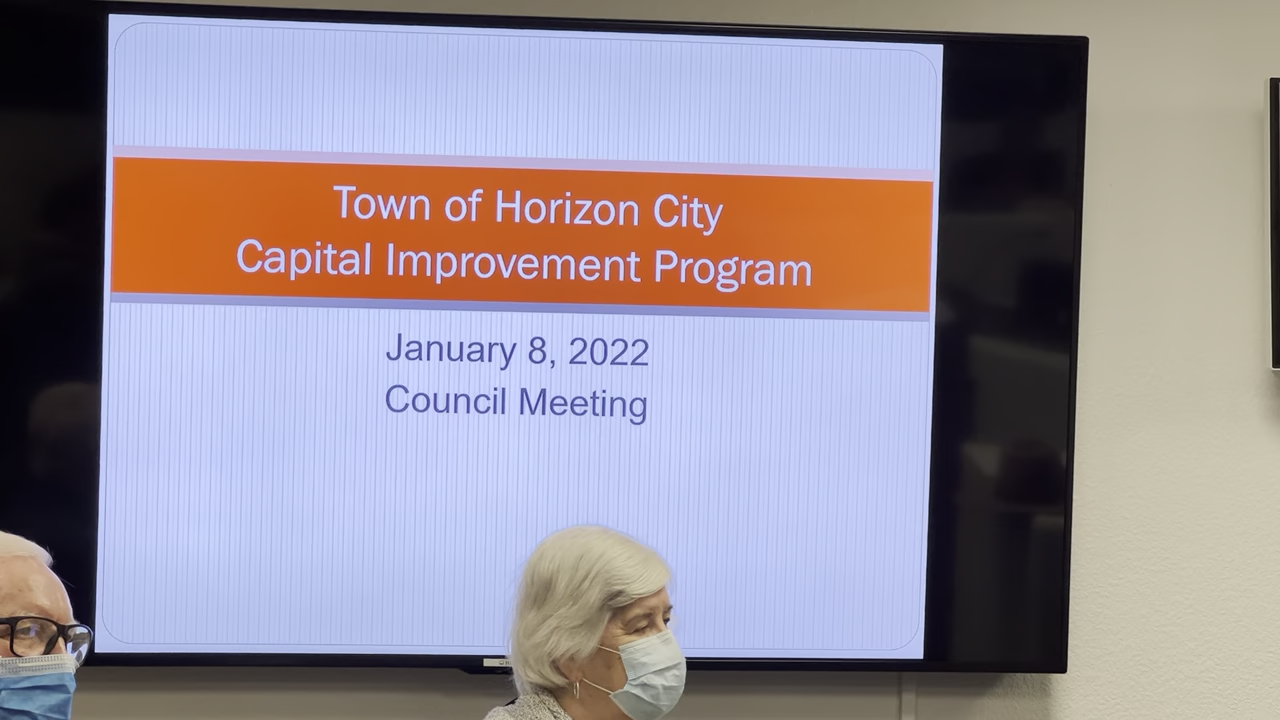 Town of Horizon City
Capital Improvement Program
January 8, 2022
Council Meeting